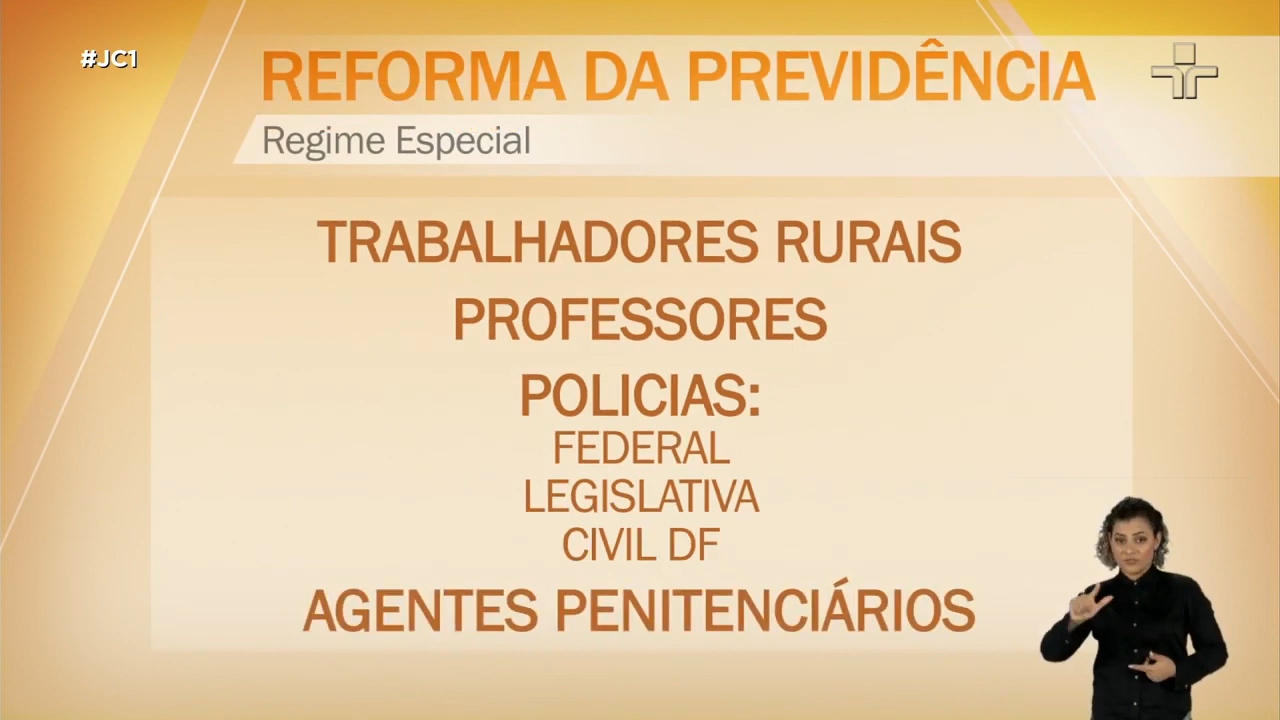 #JC1
REFORMA DA PREVIDÊNCIA
Regime Especial
TRABALHADORES RURAIS
PROFESSORES
POLICIAS:
FEDERAL
LEGISLATIVA
CIVIL DF
AGENTES PENITENCIÁRIOS